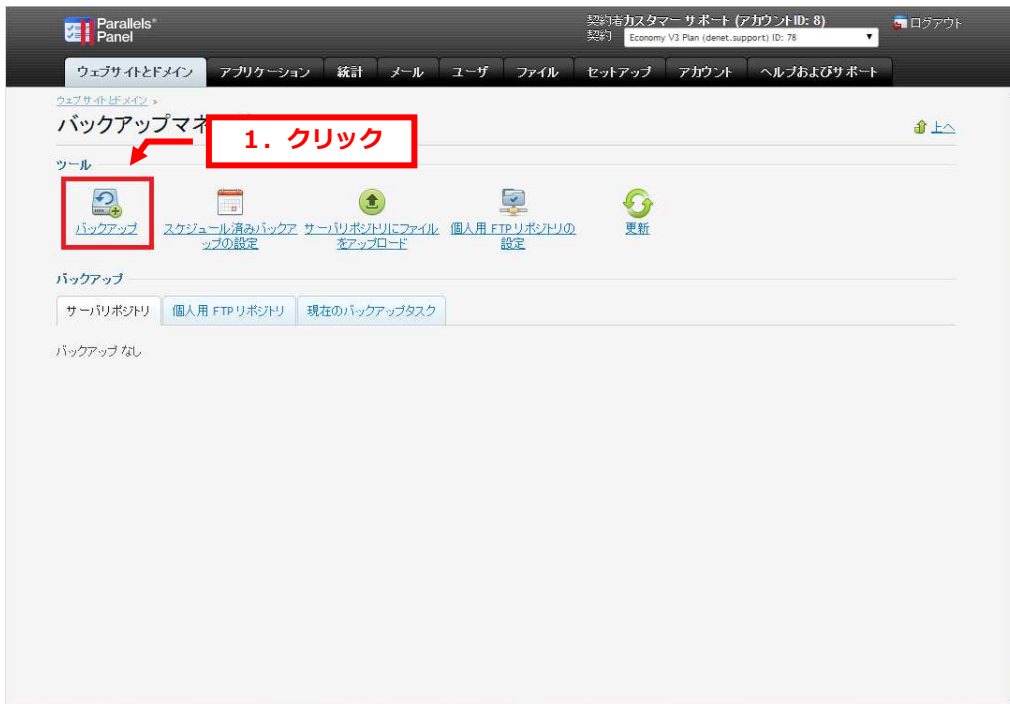 Parallels®
Panel
契約者カスタマー サポート (アカウントID: 8)
契約 Economy V3 Plan (denet.support) ID: 78
ログアウト
ウェブサイトとドメイン アプリケーション 統計 メール ユーザ ファイル セットアップ アカウント ヘルプおよびサポート
ウェブサイトとドメイン >
バックアップマネ
上へ
1．クリック
ツール
バックアップ
スケジュール済みバックア
ップの設定
サーバリポジトリにファイル
をアップロード
個人用 FTP リポジトリの
設定
更新
バックアップ
サーバリポジトリ 個人用 FTP リポジトリ 現在のバックアップタスク
バックアップ なし